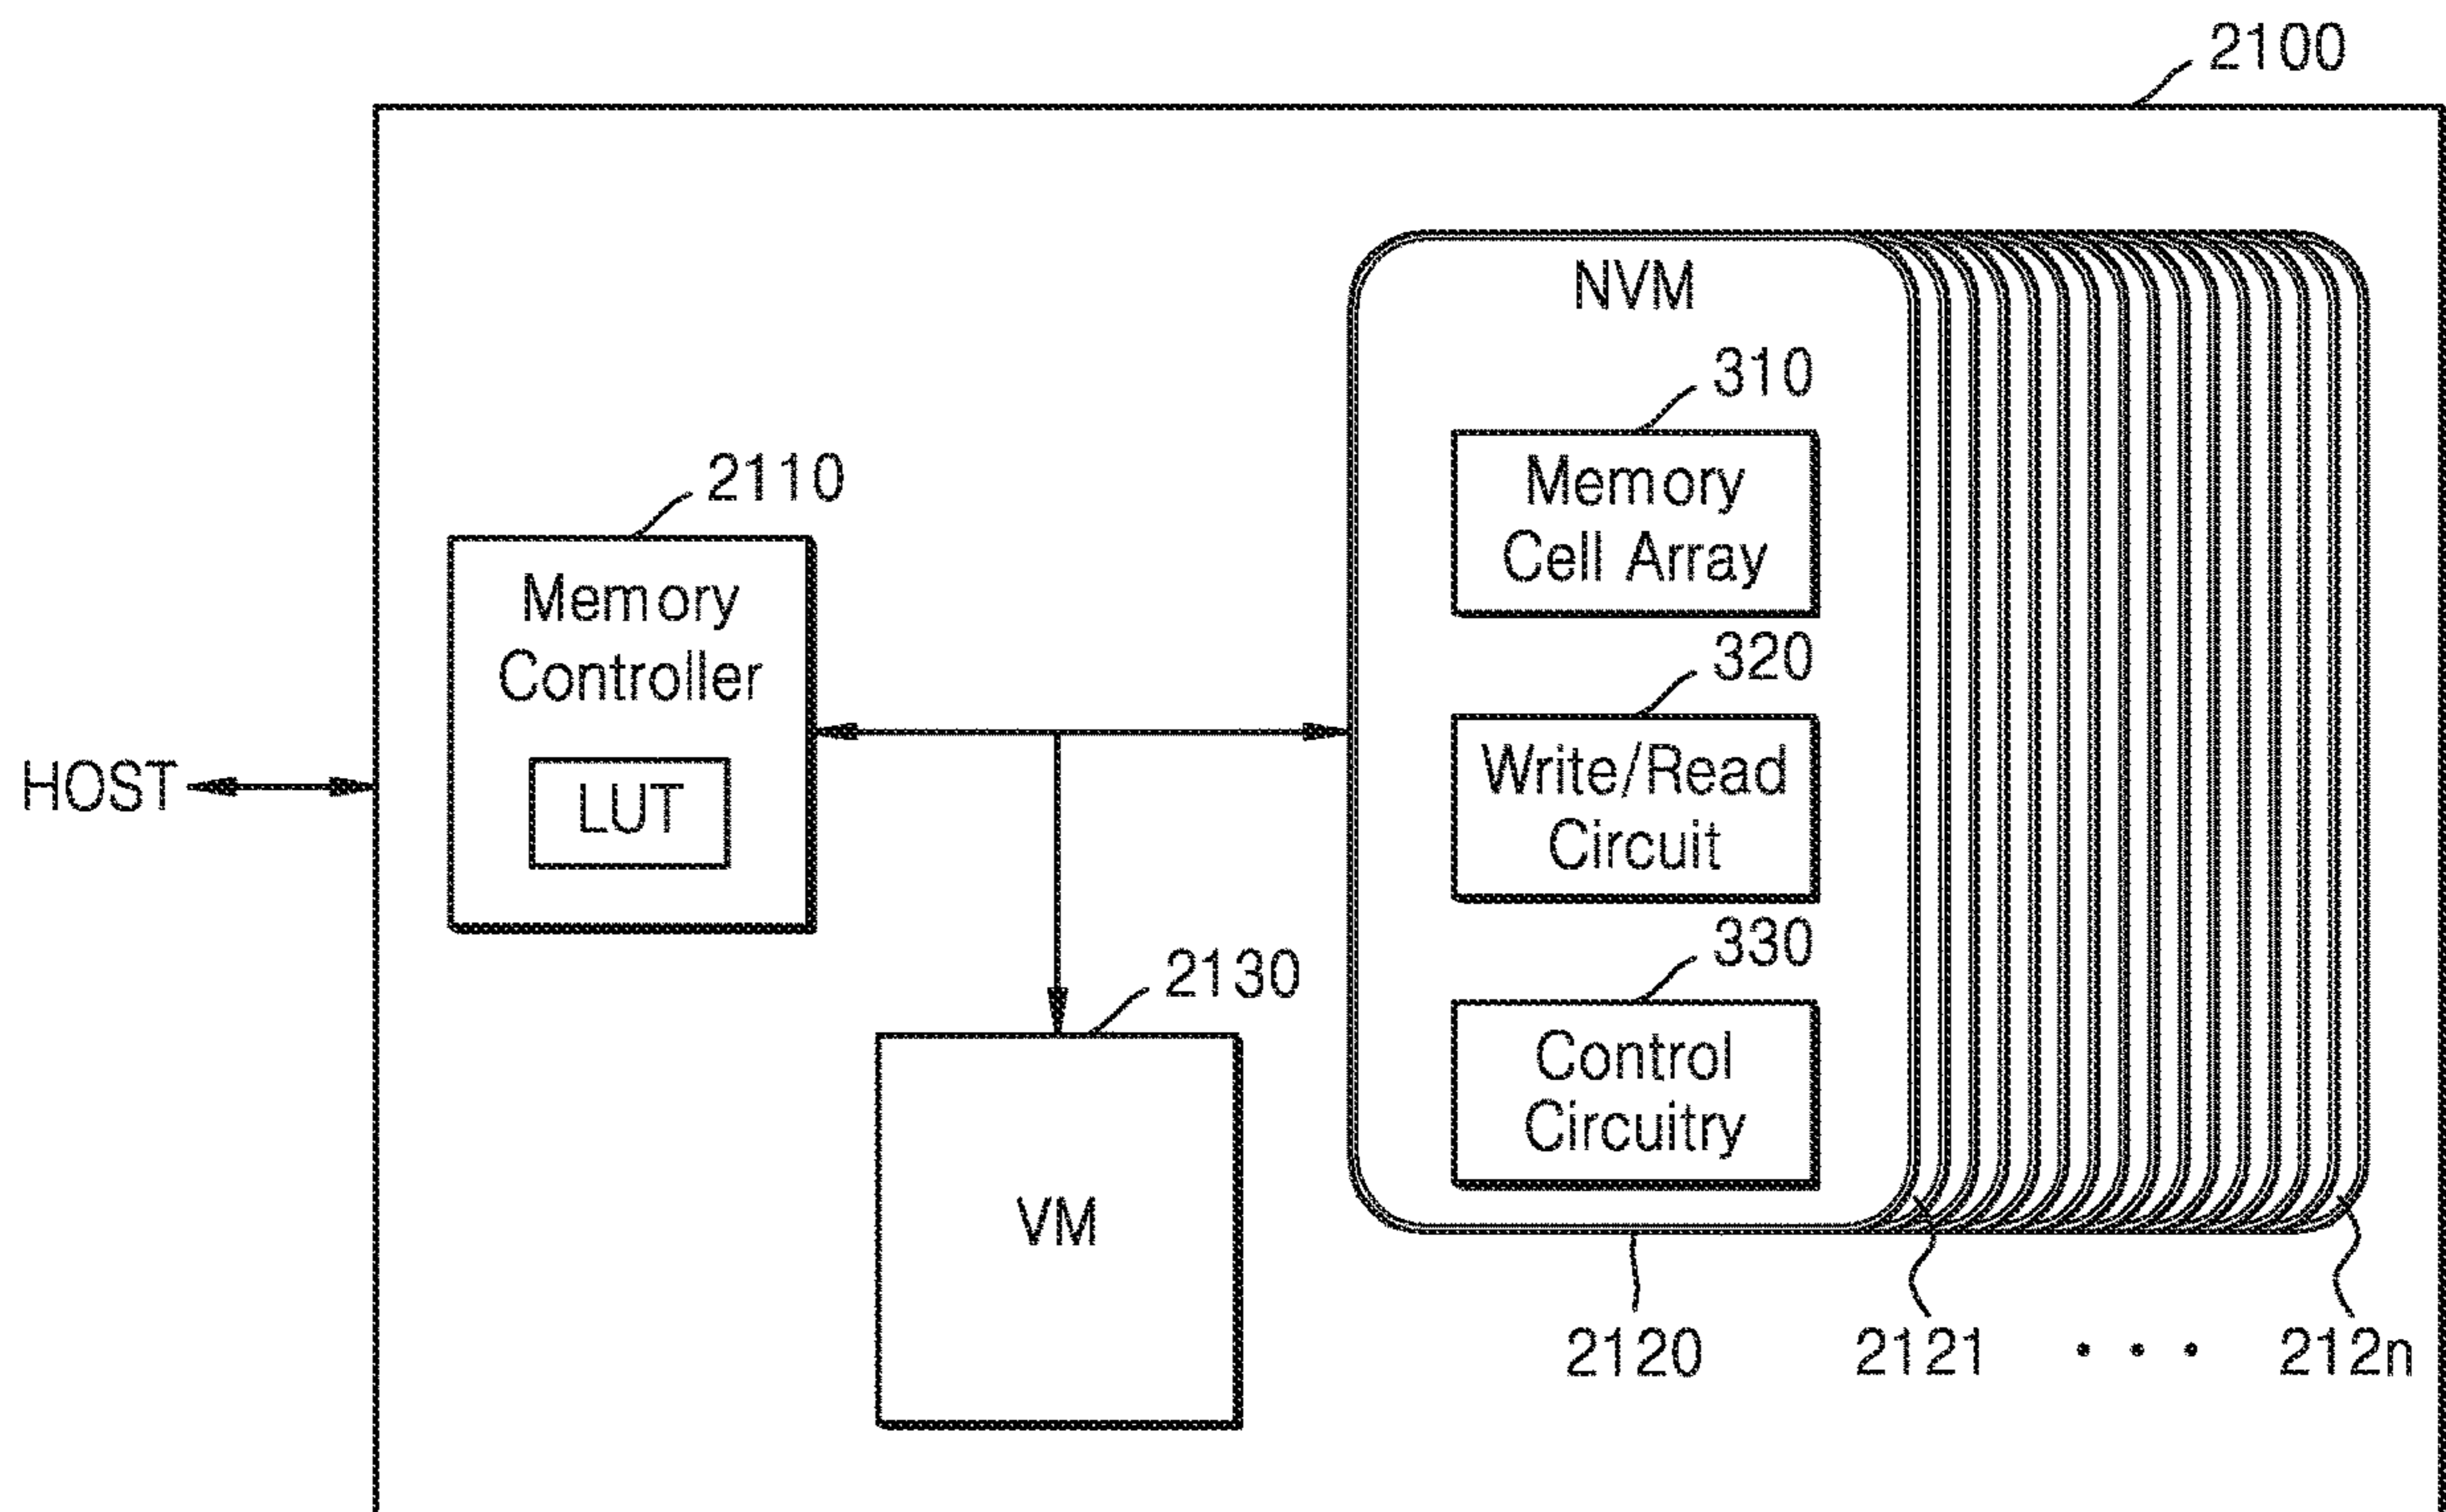 2100
NVM
310
Memory
Cell Array
2110
Memory
Controller
LUT
320
Write/Read
Circuit
HOST
330
Control
Circuitry
2130
VM
2120
2121
. . .
212n